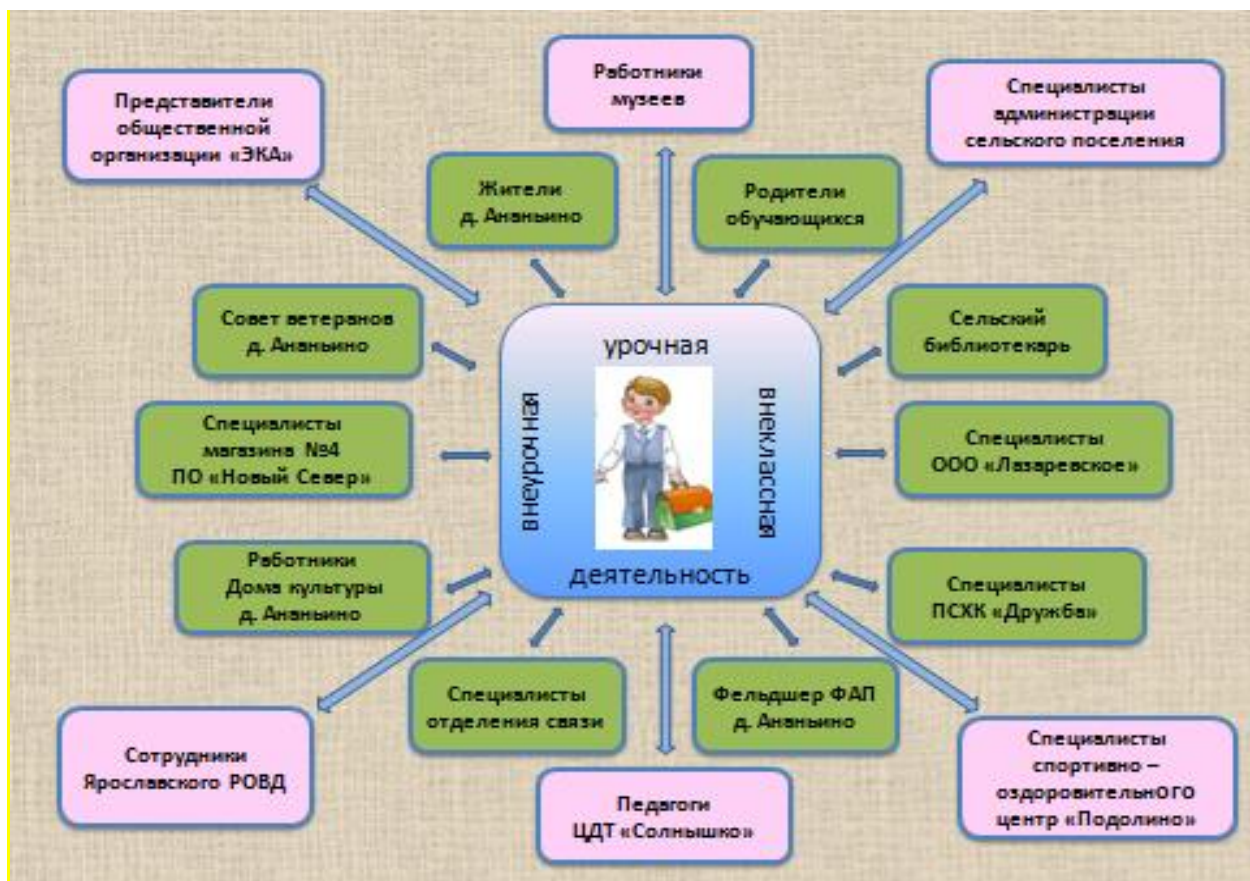 Работники
музеев
Представители
общественной
организации «ЭКА»
Специалисты
администрации
сельского поселения
Жители
д. Ананьино
Родители
обучающихся
Совет ветеранов
д. Ананьино
Сельский
библиотекарь
урочная
внеурочная
внеклассная
деятельность
Специалисты
магазина №4
ПО «Новый Север»
Специалисты
ООО «Лазаревское»
Работники
Дома культуры
д. Ананьино
Специалисты
ПСХК «Дружба»
Специалисты
отделения связи
Фельдшер ФАП
д. Ананьино
Сотрудники
Ярославского РОВД
Педагоги
ЦДТ «Солнышко»
Специалисты
спортивно –
оздоровительного
центр «Подолино»